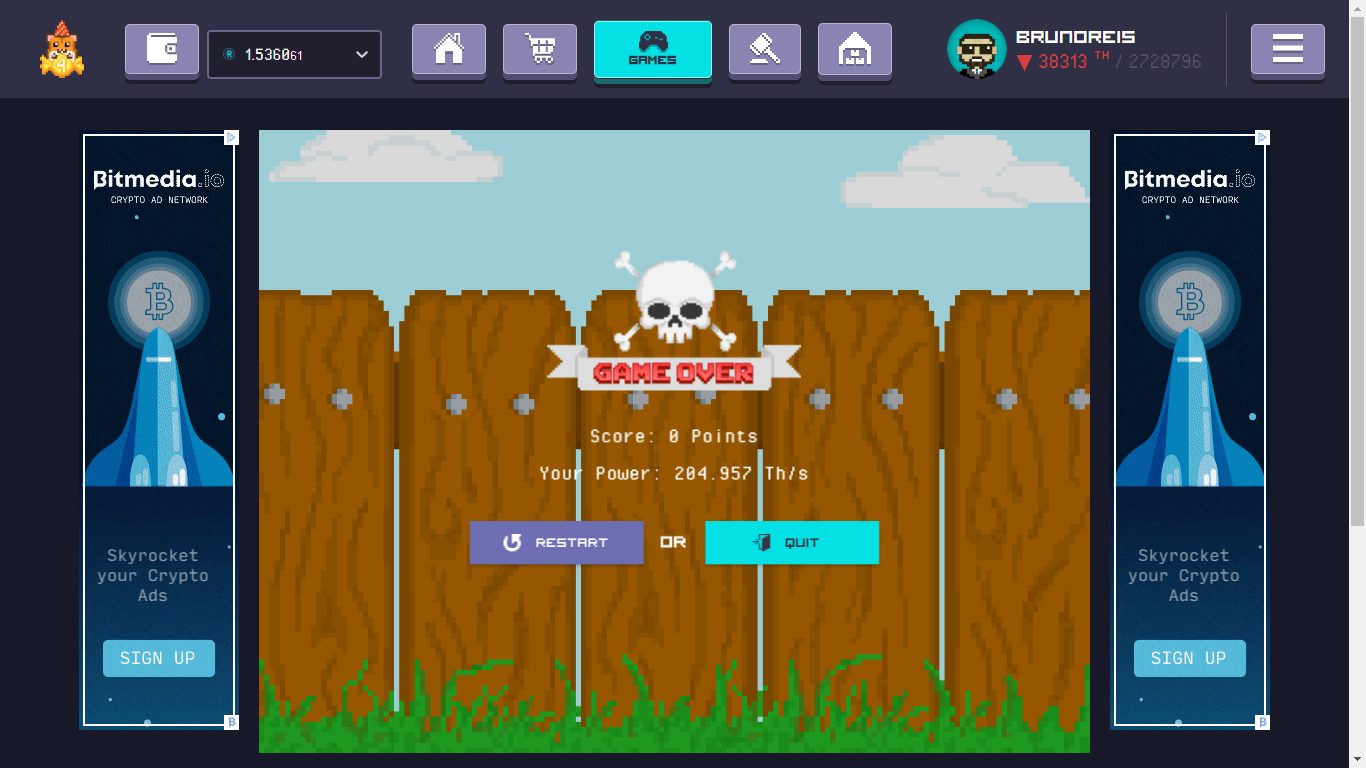 1.536061
GAMES
BRUNOREIS
38313 TH / 2728796
Bitmedia.io
CRYPTO AD NETWORK
Skyrocket
your Crypto
Ads
SIGN UP
GAME OVER
Score: 0 Points
Your Power: 204.957 Th/s
RESTART
OR
QUIT
Bitmedia.io
CRYPTO AD NETWORK
Skyrocket
your Crypto
Ads
SIGN UP